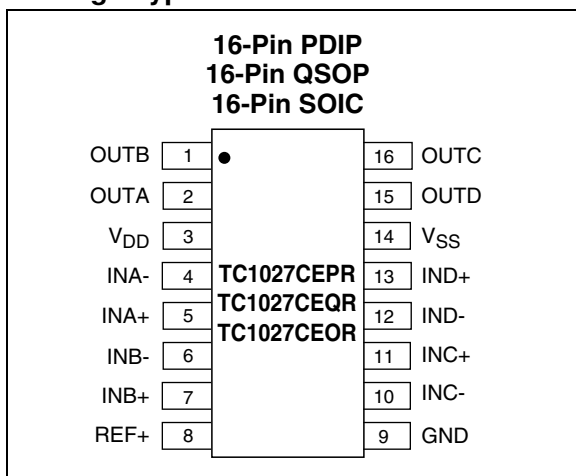 16-Pin PDIP
16-Pin QSOP
16-Pin SOIC
OUTB 1 16 OUTC
OUTA 2 15 OUTD
VDD 3 14 VSS
INA- 4 TC1027CEPR 13 IND+
INA+ 5 TC1027CEQR 12 IND-
TC1027CEOR
INB- 6 11 INC+
INB+ 7 10 INC-
REF+ 8 9 GND